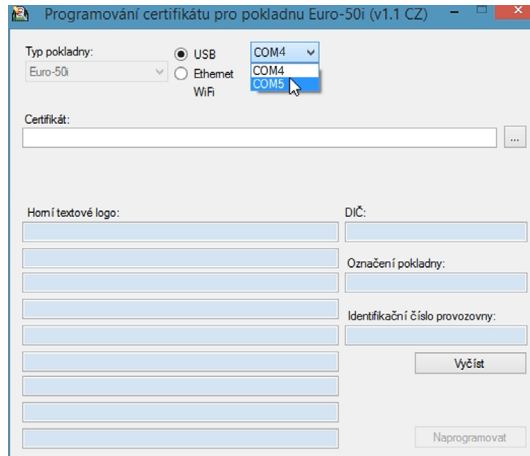 Programování certifikátu pro pokladnu Euro-50i (v1.1 CZ)
Typ pokladny:
Euro-50i
USB
Ethernet
WiFi
COM4
COM4
COM5
Certifikát:
...
Horní textové logo:
DIČ:
Označení pokladny:
Identifikační číslo provozovny:
Vyčíst
Naprogramovat